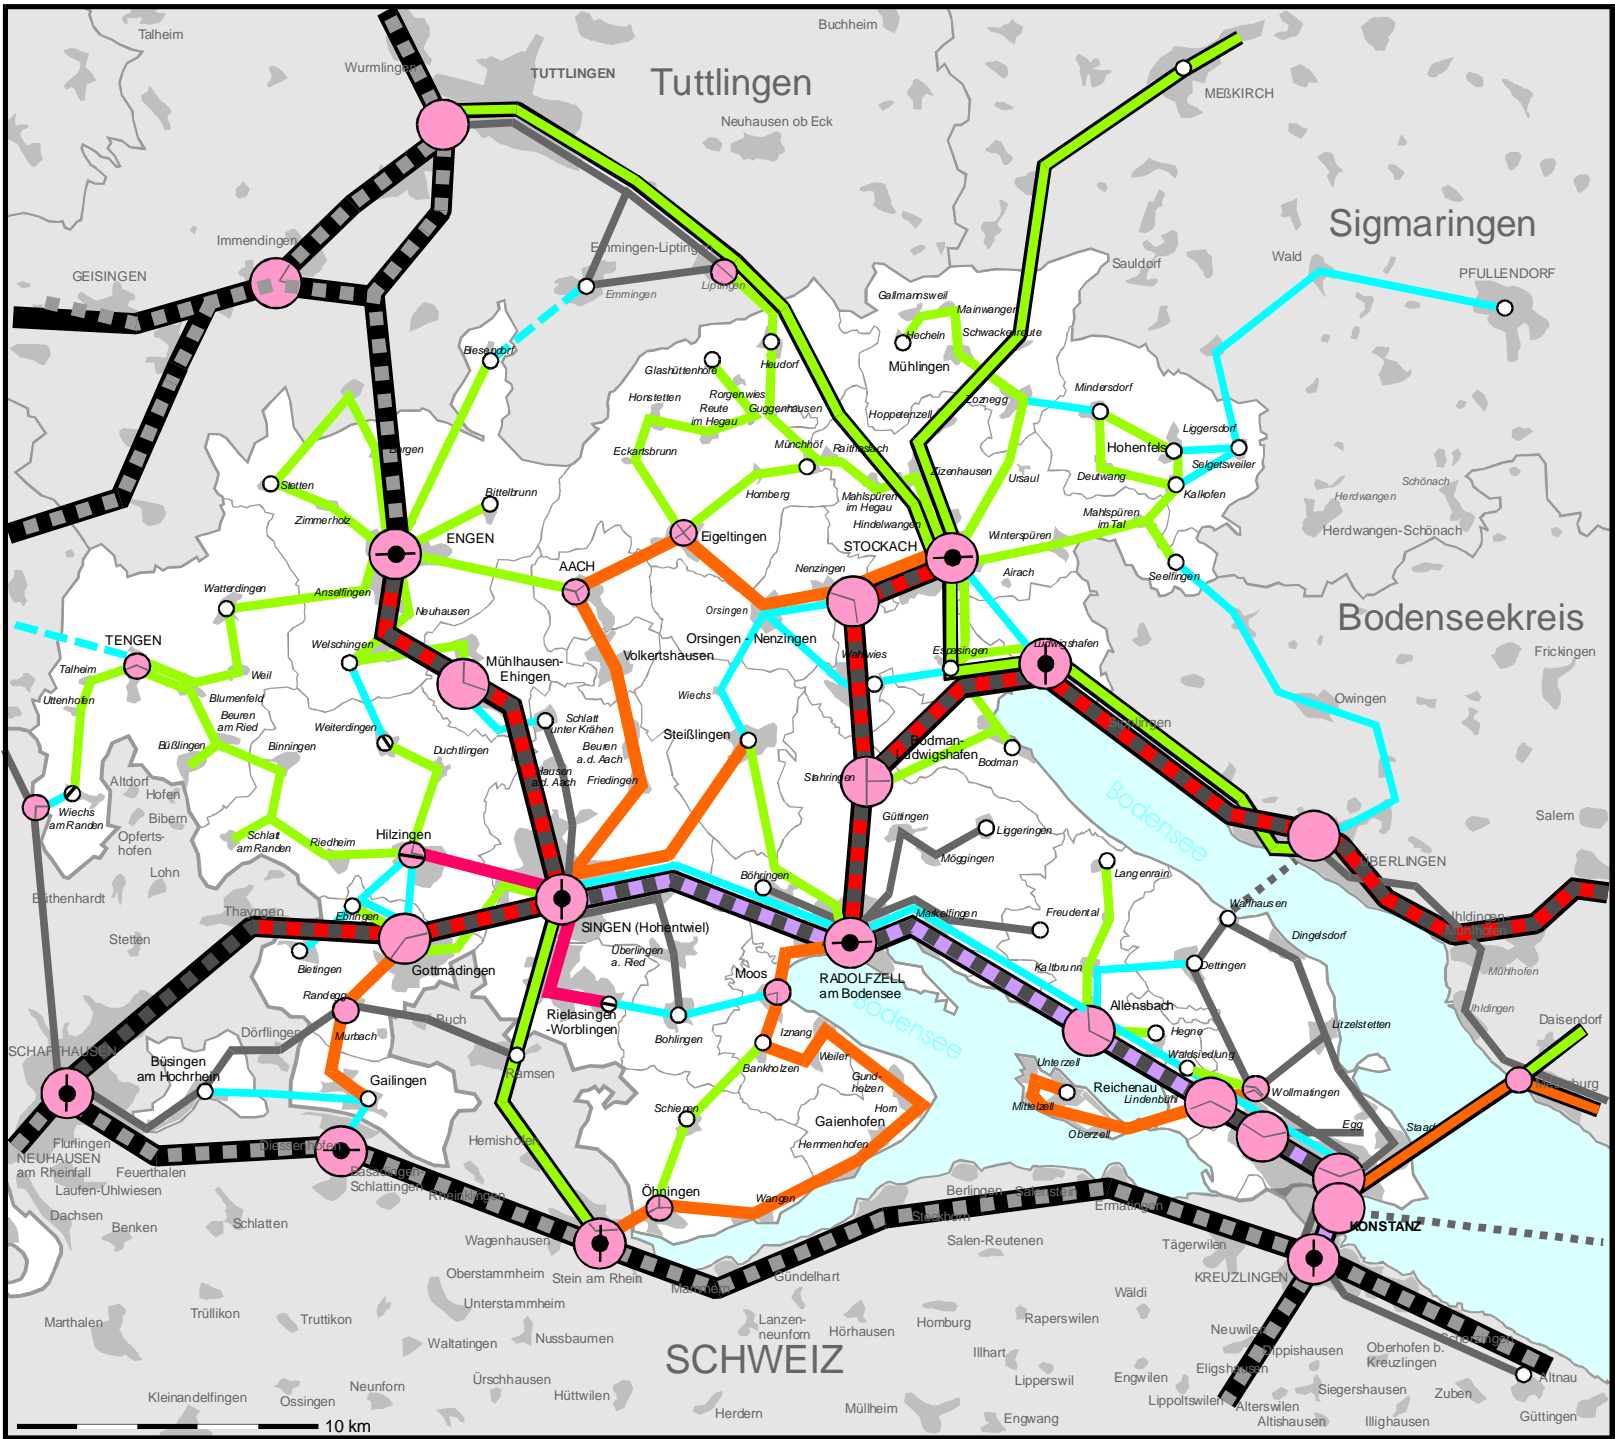 Talheim
Buchheim
Wurmlingen
TUTTLINGEN
Tuttlingen
MEßKIRCH
Neuhausen ob Eck
Sigmaringen
Immendingen
Emmingen-Liptingen
GEISINGEN
Wald
Sauldorf
PFULLENDORF
Emmingen
Liptingen
Gallmannsweil
Mainwangen
Hecheln
Schwackenreute
Mühlingen
Biesendorf
Glashüttenhöfe
Heudorf
Mindersdorf
Honstetten
Rorgenwies
Reute
im Hegau
Guggenhausen
Hoppetenzell
Zoznegg
Liggersdorf
Bargen
Eckartsbrunn
Münchhöf
Raithaslach
Hohenfels
Selgetsweiler
Stetten
Bittelbrunn
Homberg
Mahlspüren
im Hegau
Zizenhausen
Ursaul
Deutwang
Kalkofen
Schönach
Herdwangen
Zimmerholz
Hindelwangen
Mahlspüren
im Tal
Herdwangen-Schönach
ENGEN
Eigeltingen
STOCKACH
Winterspüren
AACH
Nenzingen
Airach
Seelfingen
Watterdingen
Anselfingen
Neuhausen
Orsingen
Bodenseekreis
TENGEN
Welschingen
Orsingen - Nenzingen
Ludwigshafen
Espasingen
Frickingen
Talheim
Weil
Mühlhausen-
Ehingen
Volkertshausen
Wahlwies
Uttenhofen
Blumenfeld
Wiechs
Owingen
Beuren
am Ried
Weiterdingen
Schlatt
unter Krähen
Steißlingen
Sipplingen
Büßlingen
Binningen
Duchtlingen
Beuren
a.d. Aach
Bodman-
Ludwigshafen
Bodman
Altdorf
Hausen
a.d. Aach
Friedingen
Stahringen
Bodensee
Hofen
Wiechs
am Randen
Bibern
Opferts-
hofen
Schlatt
am Randen
Riedheim
Hilzingen
Güttingen
Liggeringen
Möggingen
Salem
Lohn
Böhringen
Langenrain
ÜBERLINGEN
Büthenhardt
Thayngen
Ebringen
Markelfingen
Freudental
Wallhausen
Uhldingen-
Mühlhofen
Stetten
SINGEN (Hohentwiel)
Dingelsdorf
Bietingen
Gottmadingen
Überlingen
a. Ried
Moos
RADOLFZELL
am Bodensee
Kaltbrunn
Dettingen
Mühlhofen
Randegg
Rielasingen
-Worblingen
Allensbach
Uhldingen
Buch
Bodensee
Daisendorf
Dörflingen
Murbach
Bohlingen
Iznang
Hegne
Litzelstetten
SCHAFFHAUSEN
Büsingen
am Hochrhein
Gailingen
Ramsen
Bankholzen
Weiler
Unterzell
Waldsiedlung
Gund-
holzen
Reichenau
Lindenbühl
Wollmatingen
Meersburg
Schienen
Horn
Mittelzell
Gaienhofen
Egg
Staad
Flurlingen
NEUHAUSEN
am Rheinfall
Diessenhofen
Hemishofen
Hemmenhofen
Oberzell
Feuerthalen
Basadingen-
Schlattingen
Laufen-Uhlwiesen
Rheinklingen
Öhningen
Wangen
Berlingen
Salenstein
Ermatingen
Dachsen
Benken
Schlatten
Steckborn
KONSTANZ
Wagenhausen
Salen-Reutenen
Tägerwilen
Oberstammheim
Stein am Rhein
Mammern
Gündelhart
KREUZLINGEN
Unterstammheim
Wäldi
Trüllikon
Truttikon
Marthalen
Lanzen-
neunforn
Hörhausen
Homburg
Raperswilen
Neuwilen
Scherzingen
Waltatingen
Nussbaumen
Dippishausen
Oberhofen b.
Kreuzlingen
SCHWEIZ
Illhart
Eligshausen
Ürschhausen
Lipperswil
Engwilen
Altnau
Neunforn
Siegershausen
Zuben
Kleinandelfingen
Ossingen
Hüttwilen
Lippoltswilen
Alterswilen
Herdern
Müllheim
Engwang
Altishausen
Illighausen
Güttingen
10 km